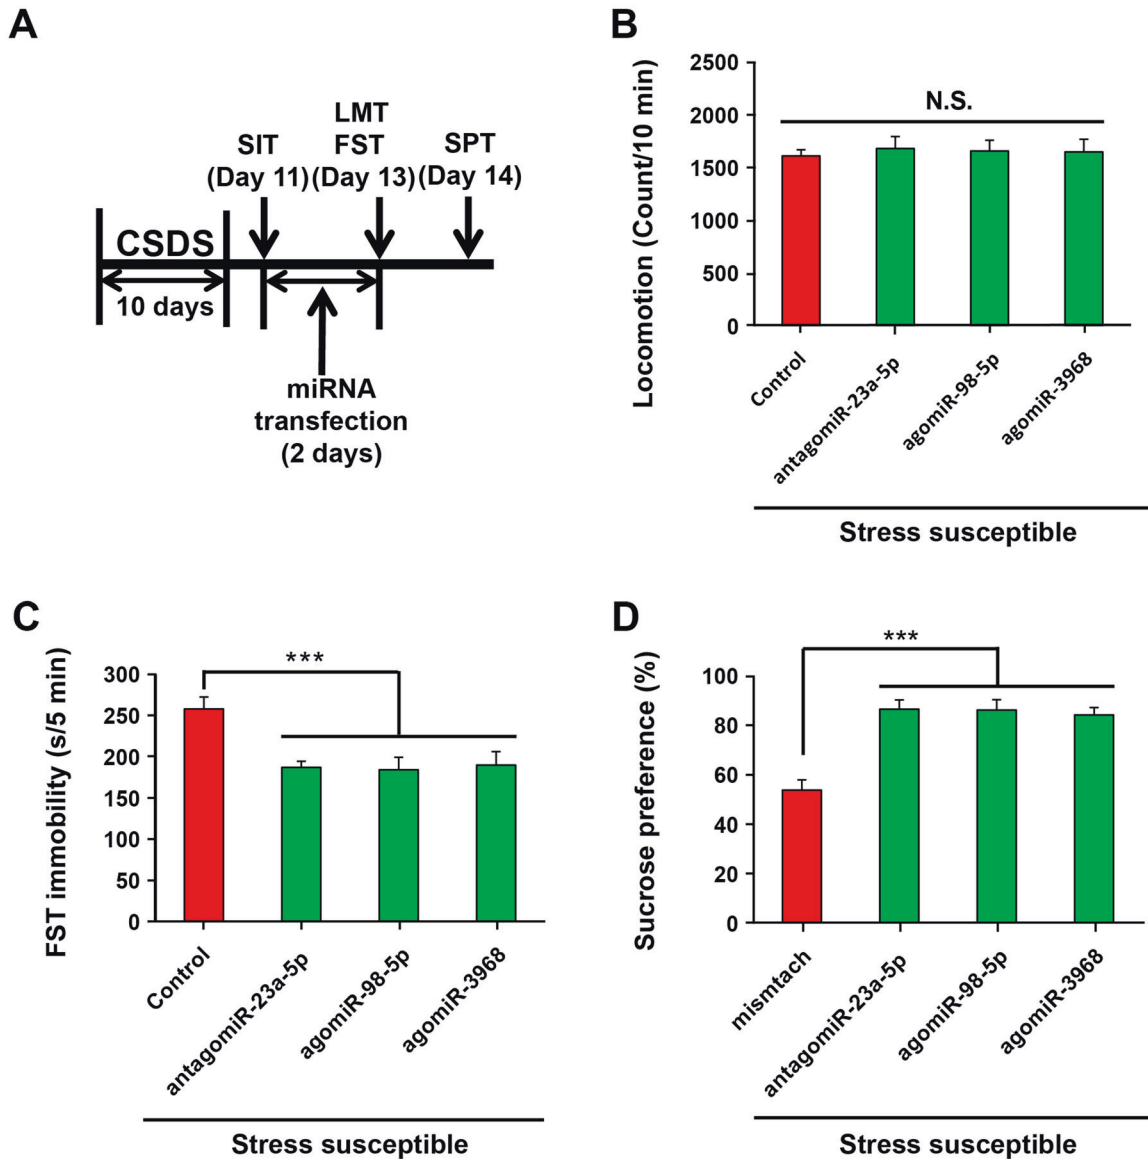 A
SIT
(Day 11)
LMT
FST
(Day 13)
SPT
(Day 14)
CSDS
10 days
miRNA
transfection
(2 days)
B
Locomotion (Count/10 min)
2500
2000
1500
1000
500
0
N.S.
Control
antagomiR-23a-5p
agomiR-98-5p
agomiR-3968
Stress susceptible
C
FST immobility (s/5 min)
300
250
200
150
100
50
0
***
Control
antagomiR-23a-5p
agomiR-98-5p
agomiR-3968
Stress susceptible
D
Sucrose preference (%)
100
80
60
40
20
0
***
mismtach
antagomiR-23a-5p
agomiR-98-5p
agomiR-3968
Stress susceptible